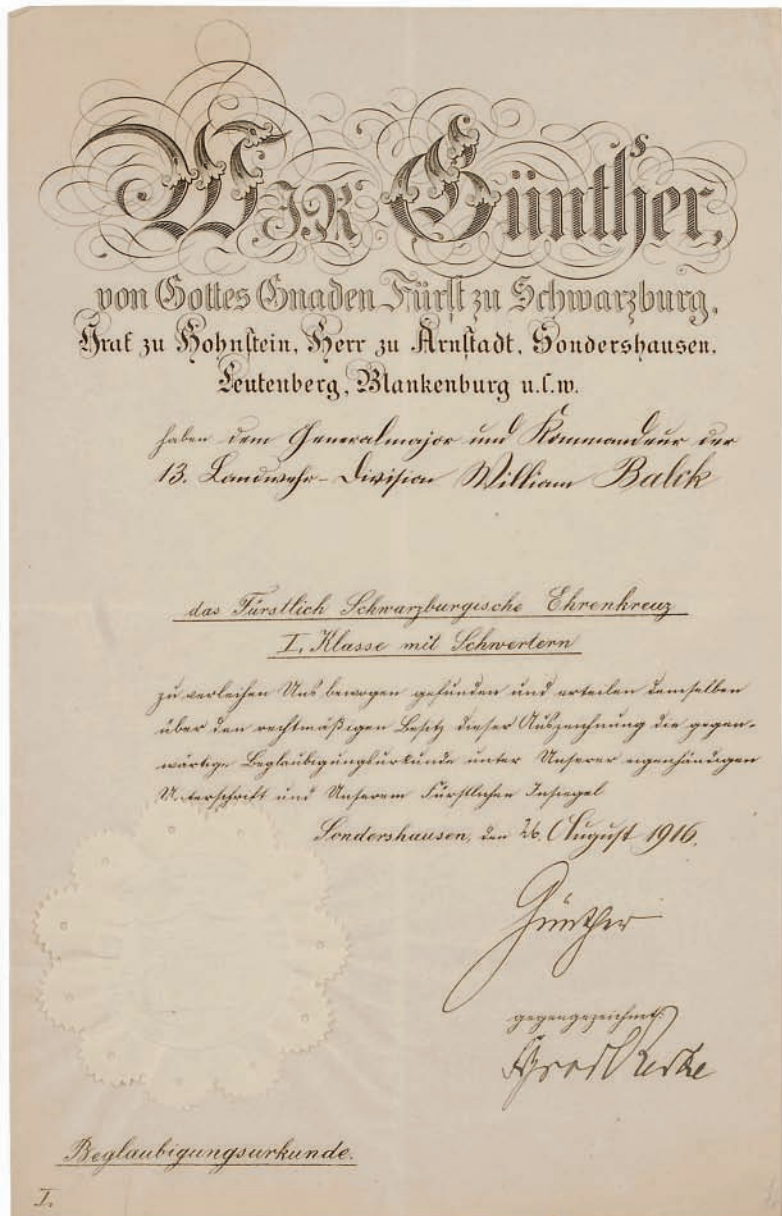 WIR Günther,
von Gottes Gnaden Fürst zu Schwarzburg,
Graf zu Hohnstein, Herr zu Arnstadt, Sondershausen,
Leutenberg, Blankenburg u.s.w.
haben dem Generalmajor und Kommandeur der
13. Landwehr-Division William Balck
das Fürstlich Schwarzburgische Ehrenkreuz
I. Klasse mit Schwertern
zu verleihen Uns bewogen gefunden und erteilen demselben
über den rechtmäßigen Besitz dieser Auszeichnung die gegen-
wärtige Beglaubigungsurkunde unter Unserer eigenhändigen
Unterschrift und Unserem Fürstlichen Insiegel
Sondershausen, den 26. August 1916.
Günther
gegengezeichnet:
Beglaubigungsurkunde.
I.